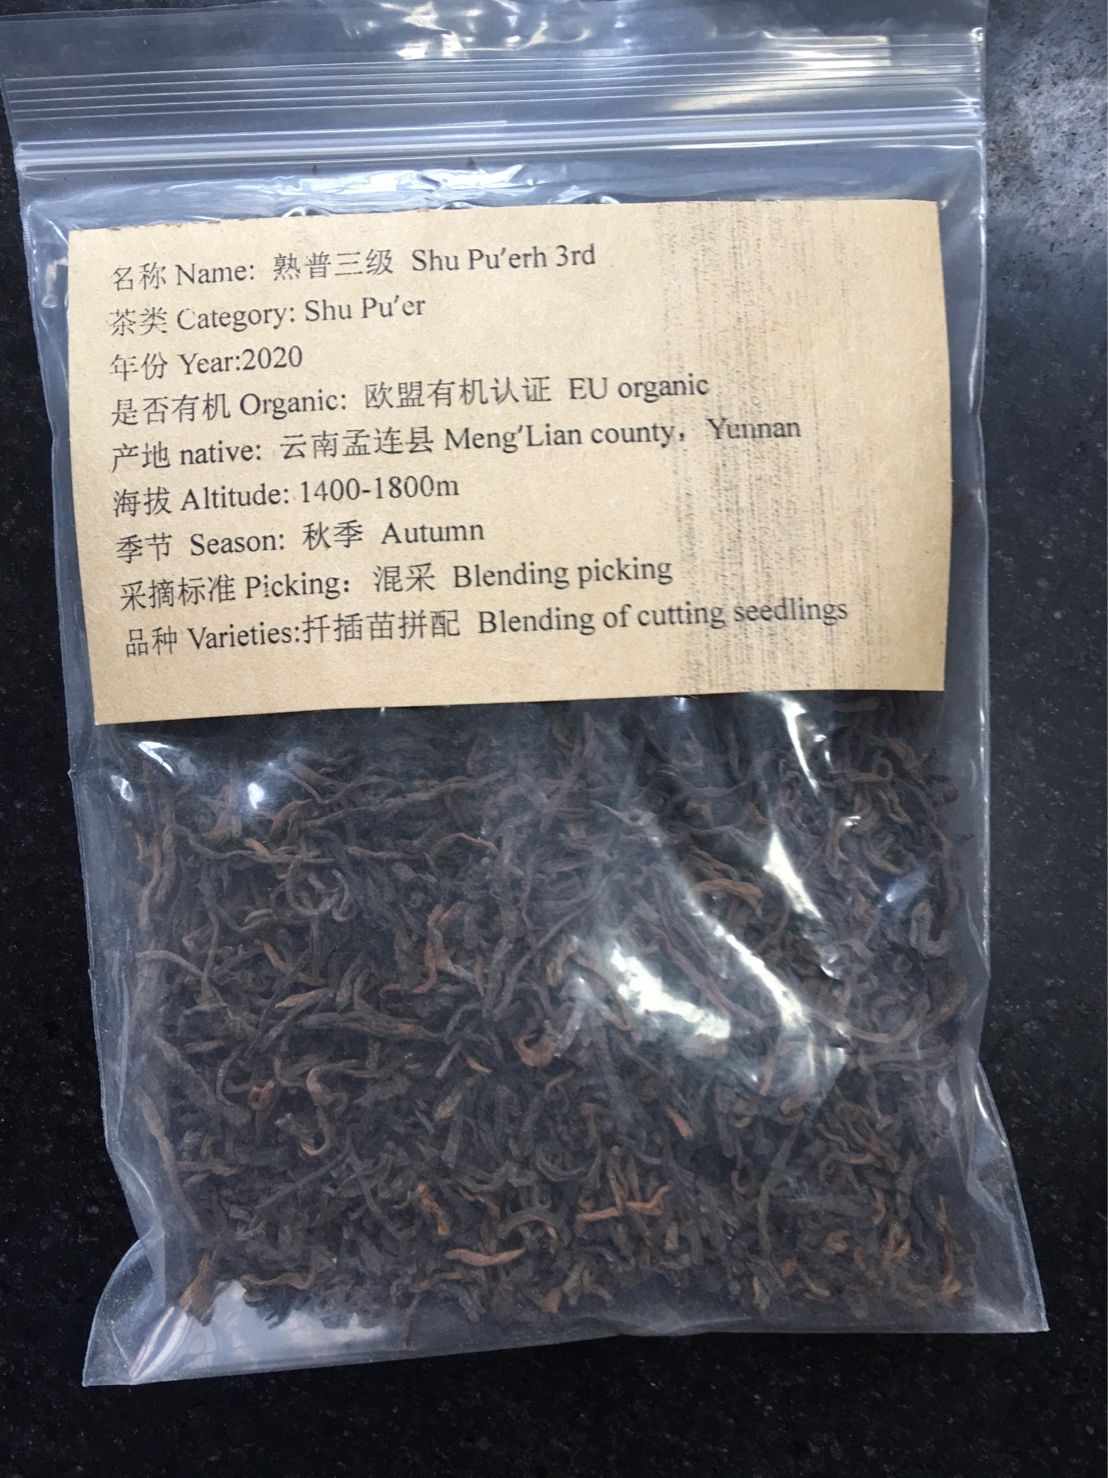 名称 Name: 熟普三级 Shu Pu'erh 3rd
茶类 Category: Shu Pu'er
年份 Year:2020
是否有机 Organic: 欧盟有机认证 EU organic
产地 native: 云南孟连县 Meng'Lian county，Yunnan
海拔 Altitude: 1400-1800m
季节 Season: 秋季 Autumn
采摘标准 Picking：混采 Blending picking
品种 Varieties:扦插苗拼配 Blending of cutting seedlings